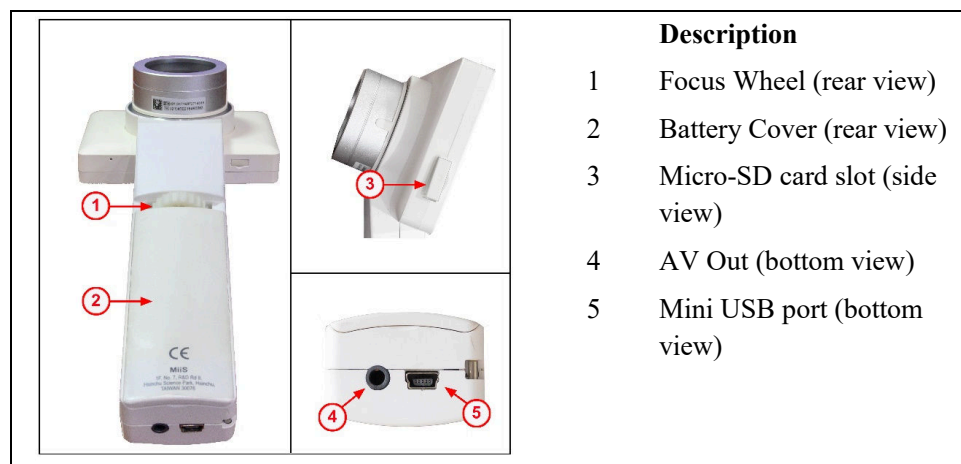 Description
1 Focus Wheel (rear view)
2 Battery Cover (rear view)
3 Micro-SD card slot (side
view)
4 AV Out (bottom view)
5 Mini USB port (bottom
view)
1
2
CE
MiiS
Hsinchu Science Park, Hsinchu,
TAIWAN
3
4
5